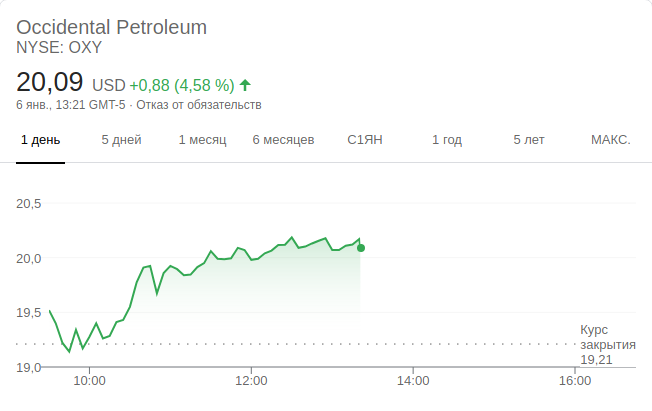 Occidental Petroleum
NYSE: OXY
20,09 USD +0,88 (4,58 %)
6 янв., 13:21 GMT-5 · Отказ от обязательств
1 день 5 дней 1 месяц 6 месяцев С1ЯН 1 год 5 лет МАКС.
20,5
20,0
19,5
Курс
закрытия
19,21
19,0
10:00 12:00 14:00 16:00